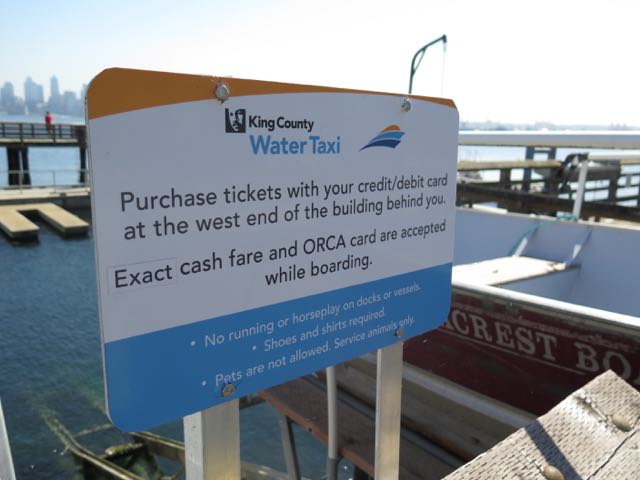 King County
Water Taxi
Purchase tickets with your credit/debit card
at the west end of the building behind you.
Exact cash fare and ORCA card are accepted
while boarding.
• No running or horseplay on docks or vessels.
• Shoes and shirts required.
• Pets are not allowed. Service animals only.
CREST BO